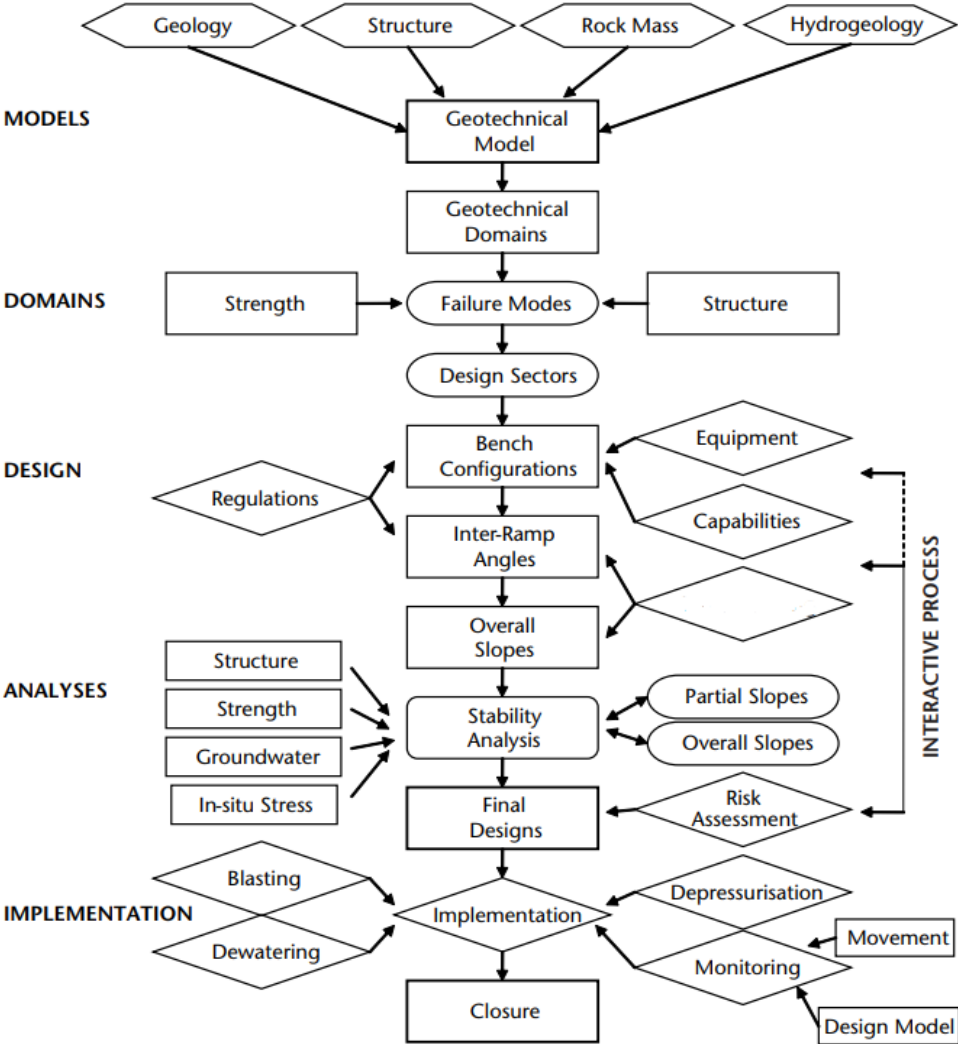 Geology
Structure
Rock Mass
Hydrogeology
MODELS
Geotechnical
Model
Geotechnical
Domains
DOMAINS
Strength
Failure Modes
Structure
Design Sectors
DESIGN
Regulations
Bench
Configurations
Equipment
Capabilities
Inter-Ramp
Angles
Overall
Slopes
INTERACTIVE PROCESS
ANALYSES
Structure
Strength
Groundwater
In-situ Stress
Stability
Analysis
Partial Slopes
Overall Slopes
Final
Designs
Risk
Assessment
IMPLEMENTATION
Blasting
Dewatering
Implementation
Depressurisation
Monitoring
Movement
Closure
Design Model